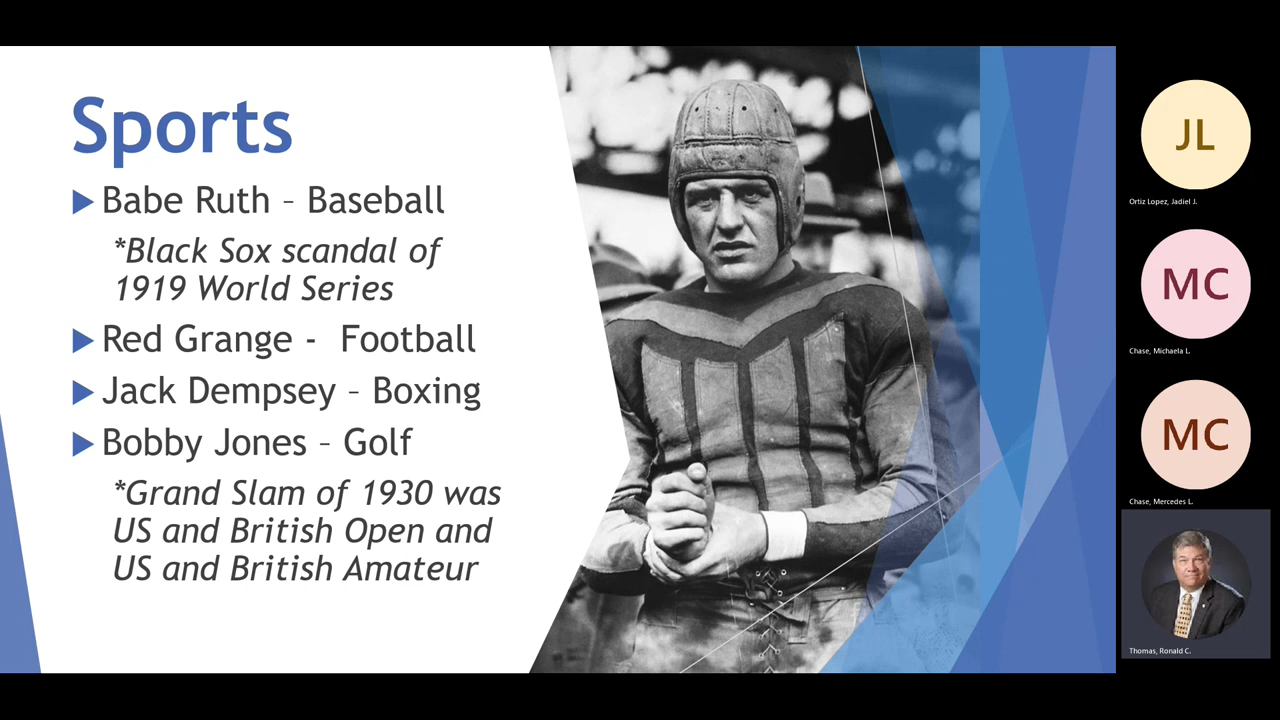 Sports
Babe Ruth – Baseball
*Black Sox scandal of
1919 World Series
Red Grange - Football
Jack Dempsey – Boxing
Bobby Jones – Golf
*Grand Slam of 1930 was
US and British Open and
US and British Amateur
JL
Ortiz Lopez, Jadiel J.
MC
Chase, Michaela L.
MC
Chase, Mercedes L.
Thomas, Ronald C.